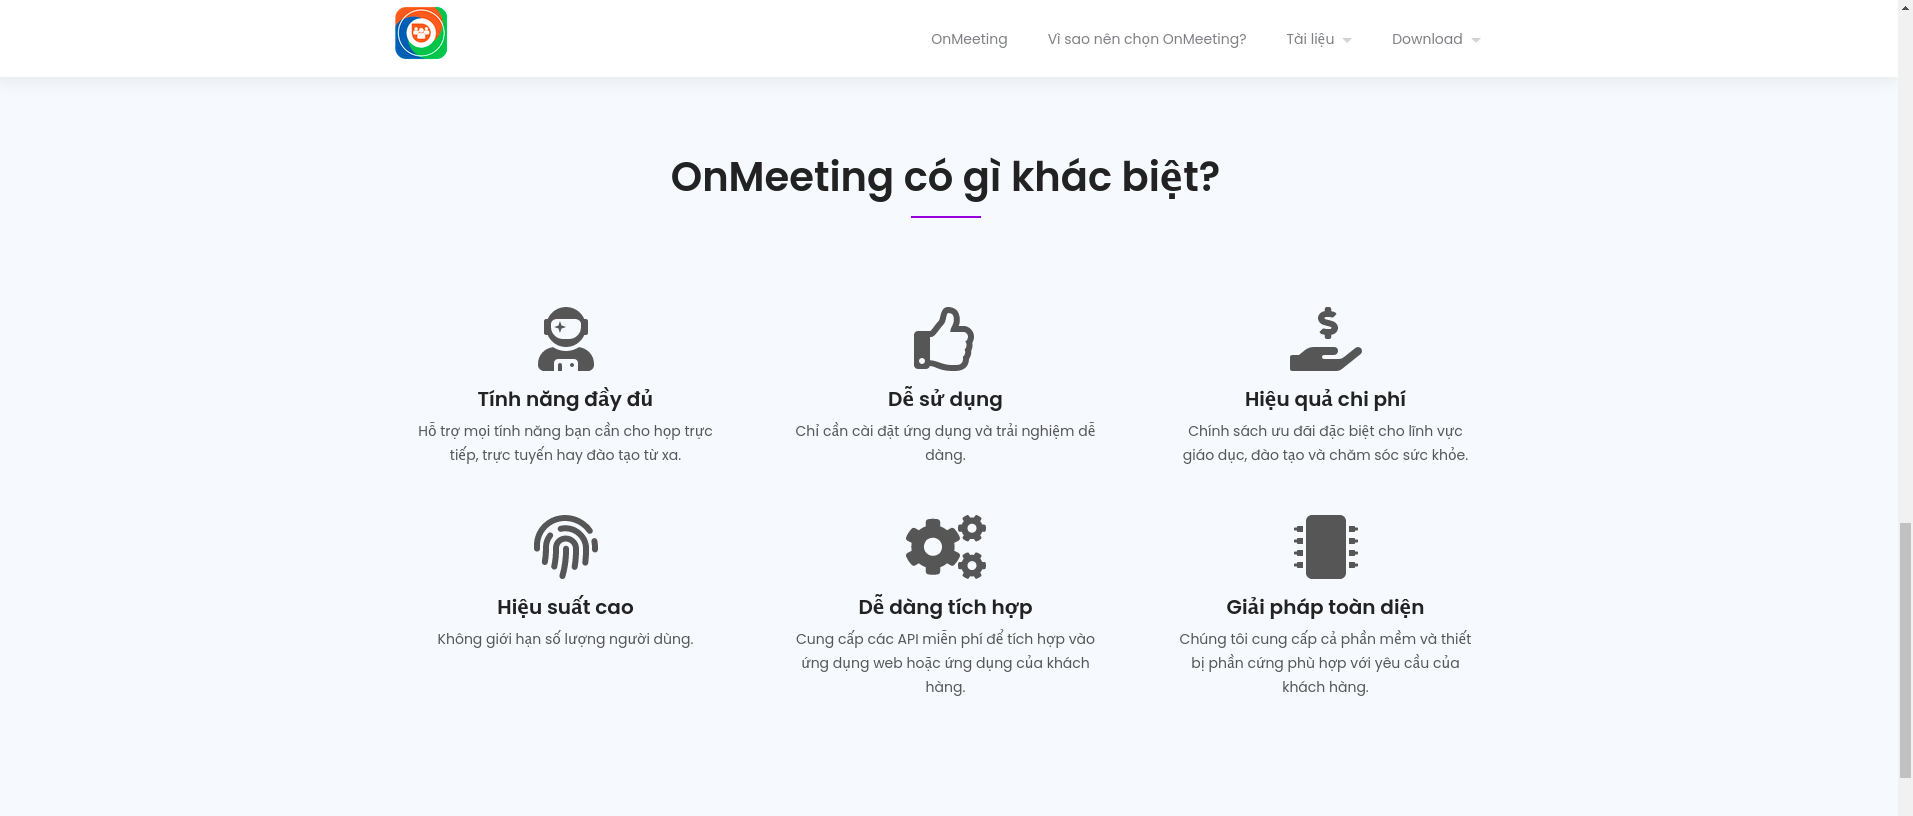 OnMeeting
Vì sao nên chọn OnMeeting?
Tài liệu
Download
OnMeeting có gì khác biệt?
Tính năng đầy đủ
Hỗ trợ mọi tính năng bạn cần cho họp trực
tiếp, trực tuyến hay đào tạo từ xa.
Dễ sử dụng
Chỉ cần cài đặt ứng dụng và trải nghiệm dễ
dàng.
Hiệu quả chi phí
Chính sách ưu đãi đặc biệt cho lĩnh vực
giáo dục, đào tạo và chăm sóc sức khỏe.
Hiệu suất cao
Không giới hạn số lượng người dùng.
Dễ dàng tích hợp
Cung cấp các API miễn phí để tích hợp vào
ứng dụng web hoặc ứng dụng của khách
hàng.
Giải pháp toàn diện
Chúng tôi cung cấp cả phần mềm và thiết
bị phần cứng phù hợp với yêu cầu của
khách hàng.